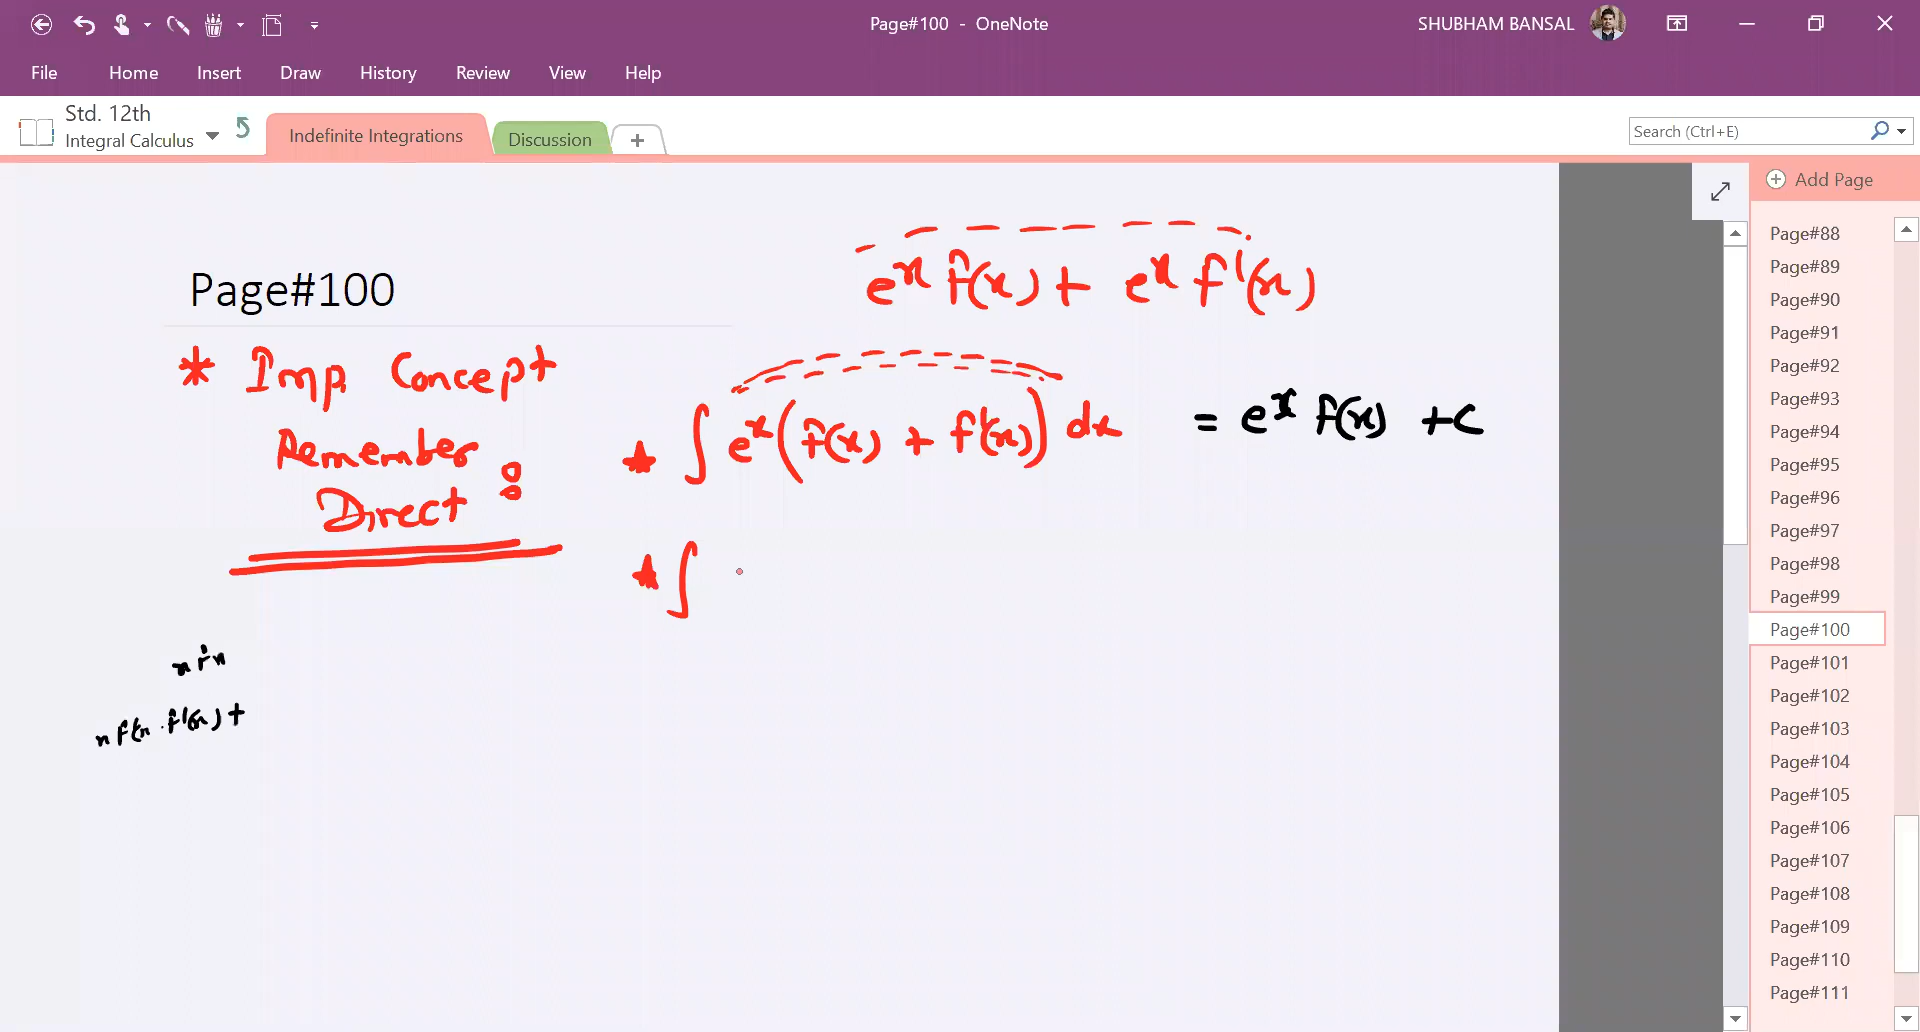 Page#100 - OneNote
SHUBHAM BANSAL
File Home Insert Draw History Review View Help
Std. 12th
Integral Calculus
Indefinite Integrations
Discussion
+
Search (Ctrl+E)
Add Page
Page#100
eˣ f(x) + eˣ f'(x)
* Imp. Concept
Remember
Direct :
★ ∫ eˣ (f(x) + f'(x)) dx = eˣ f(x) + c
★ ∫
x f(x . f'(x) +
Page#88
Page#89
Page#90
Page#91
Page#92
Page#93
Page#94
Page#95
Page#96
Page#97
Page#98
Page#99
Page#100
Page#101
Page#102
Page#103
Page#104
Page#105
Page#106
Page#107
Page#108
Page#109
Page#110
Page#111